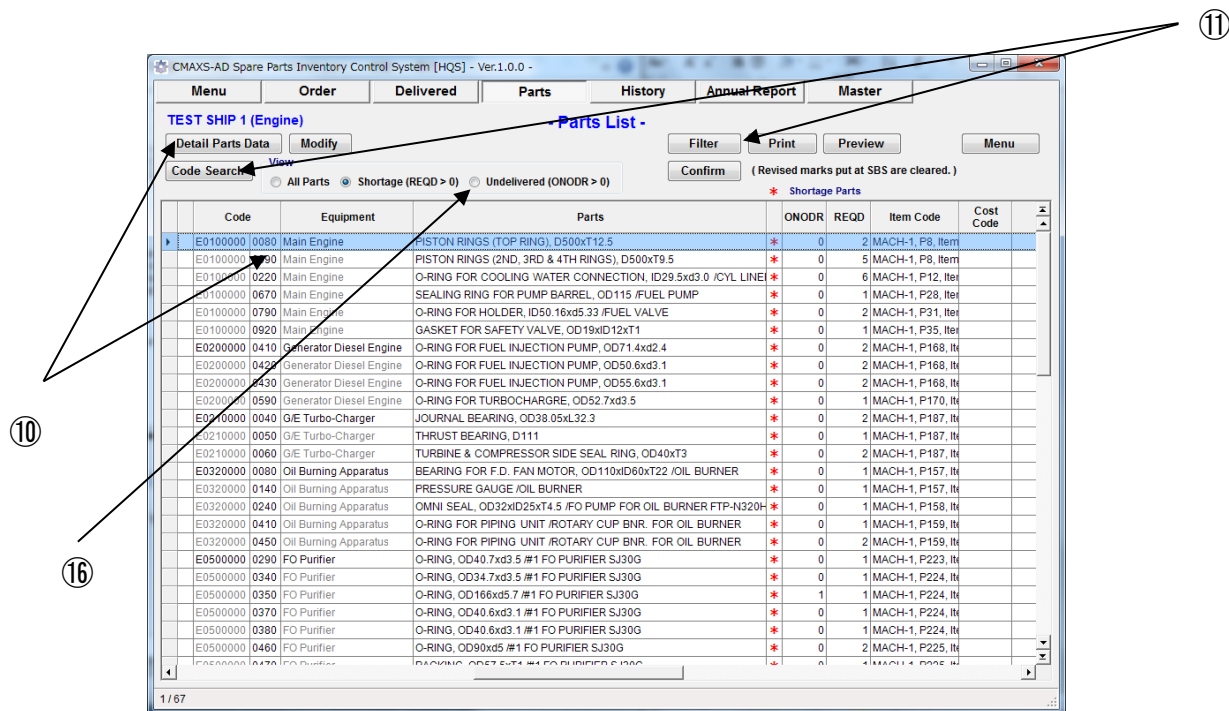 ⑪
CMAXS-AD Spare Parts Inventory Control System [HQS] - Ver.1.0.0 -
Menu Order Delivered Parts History Annual Report Master
TEST SHIP 1 (Engine) - Parts List -
Detail Parts Data Modify Filter Print Preview Menu
Code Search View All Parts Shortage (REQD > 0) Undelivered (ONODR > 0) Confirm ( Revised marks put at SBS are cleared. )
* Shortage Parts
Code Equipment Parts ONODR REQD Item Code Cost Code
E0100000 0080 Main Engine PISTON RINGS (TOP RING), D500xT12.5 * 0 2 MACH-1, P8, Item
E0100000 0090 Main Engine PISTON RINGS (2ND, 3RD & 4TH RINGS), D500xT9.5 * 0 5 MACH-1, P8, Item
E0100000 0220 Main Engine O-RING FOR COOLING WATER CONNECTION, ID29.5xd3.0 /CYL LINE * 0 6 MACH-1, P12, Iter
E0100000 0670 Main Engine SEALING RING FOR PUMP BARREL, OD115 /FUEL PUMP * 0 1 MACH-1, P28, Iter
E0100000 0790 Main Engine O-RING FOR HOLDER, ID50.16xd5.33 /FUEL VALVE * 0 2 MACH-1, P31, Iter
E0100000 0920 Main Engine GASKET FOR SAFETY VALVE, OD19xID12xT1 * 0 1 MACH-1, P35, Iter
E0200000 0410 Generator Diesel Engine O-RING FOR FUEL INJECTION PUMP, OD71.4xd2.4 * 0 2 MACH-1, P168, Ite
E0200000 0420 Generator Diesel Engine O-RING FOR FUEL INJECTION PUMP, OD50.6xd3.1 * 0 2 MACH-1, P168, Ite
E0200000 0430 Generator Diesel Engine O-RING FOR FUEL INJECTION PUMP, OD55.6xd3.1 * 0 2 MACH-1, P168, Ite
E0200000 0590 Generator Diesel Engine O-RING FOR TURBOCHARGRE, OD52.7xd3.5 * 0 1 MACH-1, P170, Ite
⑩
E0210000 0040 G/E Turbo-Charger JOURNAL BEARING, OD38.05xL32.3 * 0 2 MACH-1, P187, Ite
E0210000 0050 G/E Turbo-Charger THRUST BEARING, D111 * 0 1 MACH-1, P187, Ite
E0210000 0060 G/E Turbo-Charger TURBINE & COMPRESSOR SIDE SEAL RING, OD40xT3 * 0 2 MACH-1, P187, Ite
E0320000 0080 Oil Burning Apparatus BEARING FOR F.D. FAN MOTOR, OD110xID60xT22 /OIL BURNER * 0 1 MACH-1, P157, Ite
E0320000 0140 Oil Burning Apparatus PRESSURE GAUGE /OIL BURNER * 0 1 MACH-1, P157, Ite
E0320000 0240 Oil Burning Apparatus OMNI SEAL, OD32xID25xT4.5 /FO PUMP FOR OIL BURNER FTP-N320H * 0 1 MACH-1, P158, Ite
E0320000 0410 Oil Burning Apparatus O-RING FOR PIPING UNIT /ROTARY CUP BNR. FOR OIL BURNER * 0 1 MACH-1, P159, Ite
E0320000 0450 Oil Burning Apparatus O-RING FOR PIPING UNIT /ROTARY CUP BNR. FOR OIL BURNER * 0 2 MACH-1, P159, Ite
E0500000 0290 FO Purifier O-RING, OD40.7xd3.5 /#1 FO PURIFIER SJ30G * 0 1 MACH-1, P223, Ite
⑯
E0500000 0340 FO Purifier O-RING, OD34.7xd3.5 /#1 FO PURIFIER SJ30G * 0 1 MACH-1, P224, Ite
E0500000 0350 FO Purifier O-RING, OD166xd5.7 /#1 FO PURIFIER SJ30G * 1 1 MACH-1, P224, Ite
E0500000 0370 FO Purifier O-RING, OD40.6xd3.1 /#1 FO PURIFIER SJ30G * 0 1 MACH-1, P224, Ite
E0500000 0380 FO Purifier O-RING, OD40.6xd3.1 /#1 FO PURIFIER SJ30G * 0 1 MACH-1, P224, Ite
E0500000 0460 FO Purifier O-RING, OD90xd5 /#1 FO PURIFIER SJ30G * 0 2 MACH-1, P225, Ite
E0500000 0470 FO Purifier PACKING, OD57.5xT1 /#1 FO PURIFIER SJ30G * 0 1 MACH-1, P225, Ite
1 / 67